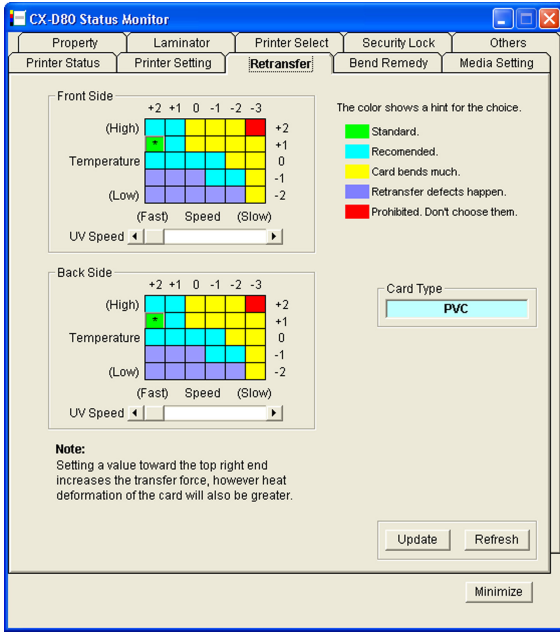 CX-D80 Status Monitor
Property Laminator Printer Select Security Lock Others
Printer Status Printer Setting Retransfer Bend Remedy Media Setting
Front Side
+2 +1 0 -1 -2 -3
(High) +2
* +1
Temperature 0
-1
(Low) -2
(Fast) Speed (Slow)
UV Speed
The color shows a hint for the choice.
Standard.
Recomended.
Card bends much.
Retransfer defects happen.
Prohibited. Don't choose them.
Back Side
+2 +1 0 -1 -2 -3
(High) +2
* +1
Temperature 0
-1
(Low) -2
(Fast) Speed (Slow)
UV Speed
Card Type
PVC
Note:
Setting a value toward the top right end
increases the transfer force, however heat
deformation of the card will also be greater.
Update Refresh
Minimize